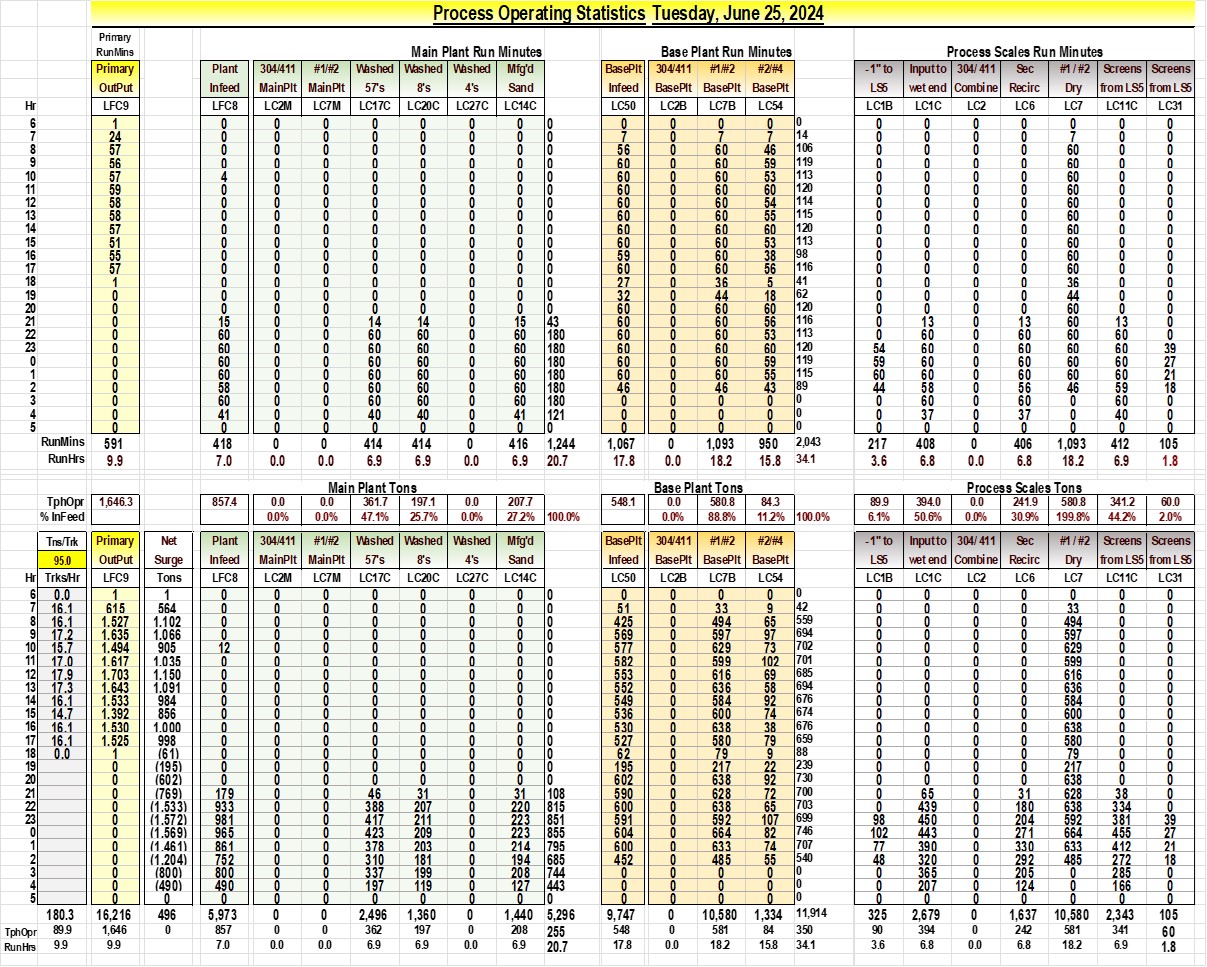 Process Operating Statistics Tuesday, June 25, 2024
Primary
RunMins Main Plant Run Minutes Base Plant Run Minutes Process Scales Run Minutes
Primary Plant 304/411 #1/#2 Washed Washed Washed Mfg'd BasePlt 304/411 #1/#2 #2/#4 -1" to Input to 304/ 411 Sec #1 / #2 Screens Screens
OutPut Infeed MainPlt MainPlt 57's 8's 4's Sand Infeed BasePlt BasePlt BasePlt LS5 wet end Combine Recirc Dry from LS5 from LS5
Hr LFC9 LFC8 LC2M LC7M LC17C LC20C LC27C LC14C LC50 LC2B LC7B LC54 LC1B LC1C LC2 LC6 LC7 LC11C LC31
6 1 0 0 0 0 0 0 0 0 0 0 0 0 0 0 0 0 0 0 0 0
7 24 0 0 0 0 0 0 0 0 7 0 7 7 14 0 0 0 0 7 0 0
8 57 0 0 0 0 0 0 0 0 56 0 60 46 106 0 0 0 0 60 0 0
9 56 0 0 0 0 0 0 0 0 60 0 60 59 119 0 0 0 0 60 0 0
10 57 4 0 0 0 0 0 0 0 60 0 60 53 113 0 0 0 0 60 0 0
11 59 0 0 0 0 0 0 0 0 60 0 60 60 120 0 0 0 0 60 0 0
12 58 0 0 0 0 0 0 0 0 60 0 60 54 114 0 0 0 0 60 0 0
13 58 0 0 0 0 0 0 0 0 60 0 60 55 115 0 0 0 0 60 0 0
14 57 0 0 0 0 0 0 0 0 60 0 60 60 120 0 0 0 0 60 0 0
15 51 0 0 0 0 0 0 0 0 60 0 60 53 113 0 0 0 0 60 0 0
16 55 0 0 0 0 0 0 0 0 59 0 60 38 98 0 0 0 0 60 0 0
17 57 0 0 0 0 0 0 0 0 60 0 60 56 116 0 0 0 0 60 0 0
18 1 0 0 0 0 0 0 0 0 27 0 36 5 41 0 0 0 0 36 0 0
19 0 0 0 0 0 0 0 0 0 32 0 44 18 62 0 0 0 0 44 0 0
20 0 0 0 0 0 0 0 0 0 60 0 60 60 120 0 0 0 0 60 0 0
21 0 15 0 0 14 14 0 15 43 60 0 60 56 116 0 13 0 13 60 13 0
22 0 60 0 0 60 60 0 60 180 60 0 60 53 113 0 60 0 60 60 60 0
23 0 60 0 0 60 60 0 60 180 60 0 60 60 120 54 60 0 60 60 60 39
0 0 60 0 0 60 60 0 60 180 60 0 60 59 119 59 60 0 60 60 60 27
1 0 60 0 0 60 60 0 60 180 60 0 60 55 115 60 60 0 60 60 60 21
2 0 58 0 0 60 60 0 60 180 46 0 46 43 89 44 58 0 56 46 59 18
3 0 60 0 0 60 60 0 60 180 0 0 0 0 0 0 60 0 60 0 60 0
4 0 41 0 0 40 40 0 41 121 0 0 0 0 0 0 37 0 37 0 40 0
5 0 0 0 0 0 0 0 0 0 0 0 0 0 0 0 0 0 0 0 0 0
RunMins 591 418 0 0 414 414 0 416 1,244 1,067 0 1,093 950 2,043 217 408 0 406 1,093 412 105
RunHrs 9.9 7.0 0.0 0.0 6.9 6.9 0.0 6.9 20.7 17.8 0.0 18.2 15.8 34.1 3.6 6.8 0.0 6.8 18.2 6.9 1.8
Main Plant Tons Base Plant Tons Process Scales Tons
TphOpr 1,646.3 857.4 0.0 0.0 361.7 197.1 0.0 207.7 548.1 0.0 580.8 84.3 89.9 394.0 0.0 241.9 580.8 341.2 60.0
% InFeed 0.0% 0.0% 47.1% 25.7% 0.0% 27.2% 100.0% 0.0% 88.8% 11.2% 100.0% 6.1% 50.6% 0.0% 30.9% 199.8% 44.2% 2.0%
Tns/Trk Primary Net Plant 304/411 #1/#2 Washed Washed Washed Mfg'd BasePlt 304/411 #1/#2 #2/#4 -1" to Input to 304/ 411 Sec #1 / #2 Screens Screens
95.0 OutPut Surge Infeed MainPlt MainPlt 57's 8's 4's Sand Infeed BasePlt BasePlt BasePlt LS5 wet end Combine Recirc Dry from LS5 from LS5
Hr Trks/Hr LFC9 Tons LFC8 LC2M LC7M LC17C LC20C LC27C LC14C LC50 LC2B LC7B LC54 LC1B LC1C LC2 LC6 LC7 LC11C LC31
6 0.0 1 1 0 0 0 0 0 0 0 0 0 0 0 0 0 0 0 0 0 0 0 0
7 16.1 615 564 0 0 0 0 0 0 0 0 51 0 33 9 42 0 0 0 0 33 0 0
8 16.1 1.527 1.102 0 0 0 0 0 0 0 0 425 0 494 65 559 0 0 0 0 494 0 0
9 17.2 1.635 1.066 0 0 0 0 0 0 0 0 569 0 597 97 694 0 0 0 0 597 0 0
10 15.7 1.494 905 12 0 0 0 0 0 0 0 577 0 629 73 702 0 0 0 0 629 0 0
11 17.0 1.617 1.035 0 0 0 0 0 0 0 0 582 0 599 102 701 0 0 0 0 599 0 0
12 17.9 1.703 1.150 0 0 0 0 0 0 0 0 553 0 616 69 685 0 0 0 0 616 0 0
13 17.3 1.643 1.091 0 0 0 0 0 0 0 0 552 0 636 58 694 0 0 0 0 636 0 0
14 16.1 1.533 984 0 0 0 0 0 0 0 0 549 0 584 92 676 0 0 0 0 584 0 0
15 14.7 1.392 856 0 0 0 0 0 0 0 0 536 0 600 74 674 0 0 0 0 600 0 0
16 16.1 1.530 1.000 0 0 0 0 0 0 0 0 530 0 638 38 676 0 0 0 0 638 0 0
17 16.1 1.525 998 0 0 0 0 0 0 0 0 527 0 580 79 659 0 0 0 0 580 0 0
18 0.0 1 (61) 0 0 0 0 0 0 0 0 62 0 79 9 88 0 0 0 0 79 0 0
19 0 (195) 0 0 0 0 0 0 0 0 195 0 217 22 239 0 0 0 0 217 0 0
20 0 (602) 0 0 0 0 0 0 0 0 602 0 638 92 730 0 0 0 0 638 0 0
21 0 (769) 179 0 0 46 31 0 31 108 590 0 628 72 700 0 65 0 31 628 38 0
22 0 (1.533) 933 0 0 388 207 0 220 815 600 0 638 65 703 0 439 0 180 638 334 0
23 0 (1.572) 981 0 0 417 211 0 223 851 591 0 592 107 699 98 450 0 204 592 381 39
0 0 (1.569) 965 0 0 423 209 0 223 855 604 0 664 82 746 102 443 0 271 664 455 27
1 0 (1.461) 861 0 0 378 203 0 214 795 600 0 633 74 707 77 390 0 330 633 412 21
2 0 (1.204) 752 0 0 310 181 0 194 685 452 0 485 55 540 48 320 0 292 485 272 18
3 0 (800) 800 0 0 337 199 0 208 744 0 0 0 0 0 0 365 0 205 0 285 0
4 0 (490) 490 0 0 197 119 0 127 443 0 0 0 0 0 0 207 0 124 0 166 0
5 0 0 0 0 0 0 0 0 0 0 0 0 0 0 0 0 0 0 0 0 0 0
180.3 16,216 496 5,973 0 0 2,496 1,360 0 1,440 5,296 9,747 0 10,580 1,334 11,914 325 2,679 0 1,637 10,580 2,343 105
TphOpr 89.9 1,646 0 857 0 0 362 197 0 208 255 548 0 581 84 350 90 394 0 242 581 341 60
RunHrs 9.9 9.9 7.0 0.0 0.0 6.9 6.9 0.0 6.9 20.7 17.8 0.0 18.2 15.8 34.1 3.6 6.8 0.0 6.8 18.2 6.9 1.8